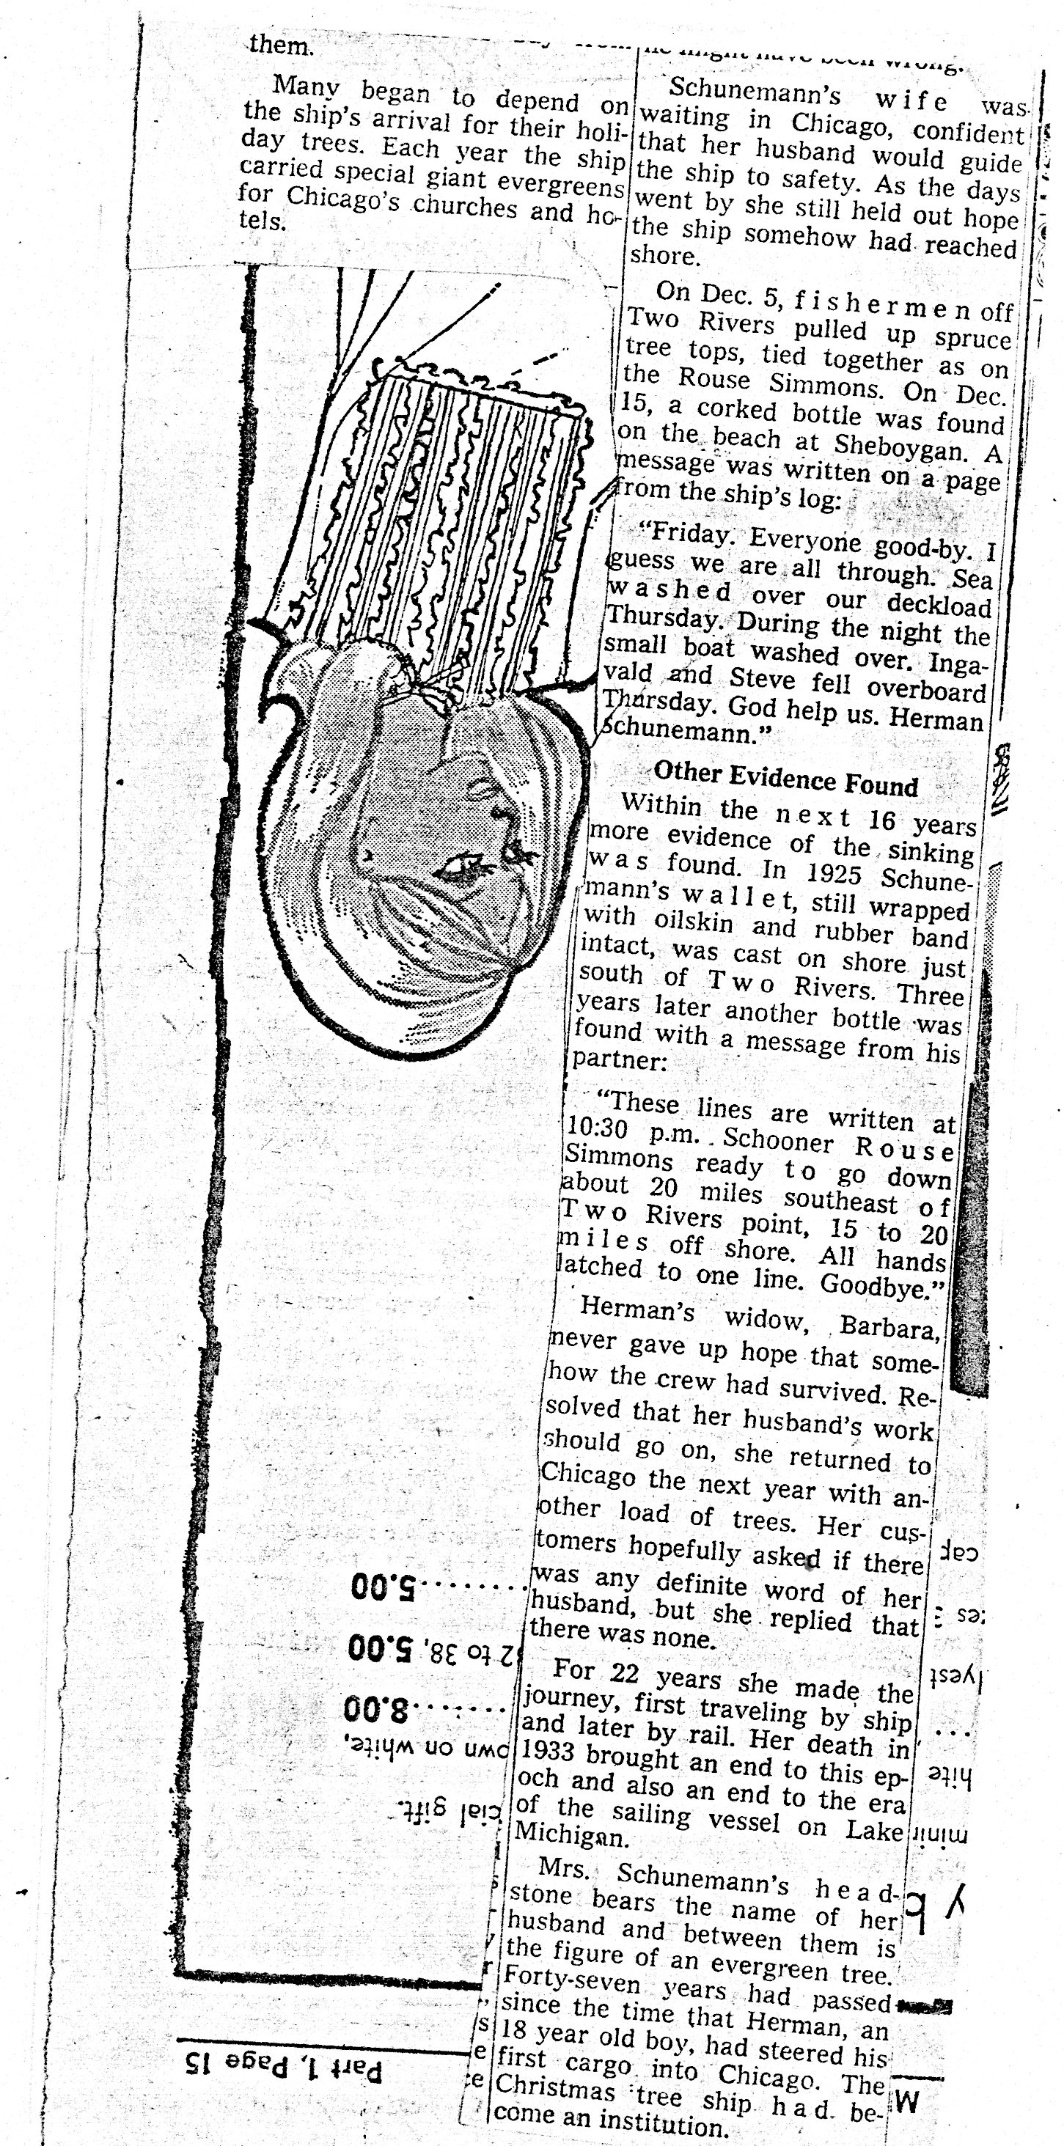 them.
Many began to depend on
the ship's arrival for their holi-
day trees. Each year the ship
carried special giant evergreens
for Chicago's churches and ho-
tels.
he might have been wrong.
Schunemann's wife was
waiting in Chicago, confident
that her husband would guide
the ship to safety. As the days
went by she still held out hope
the ship somehow had reached
shore.
On Dec. 5, fishermen off
Two Rivers pulled up spruce
tree tops, tied together as on
the Rouse Simmons. On Dec.
15, a corked bottle was found
on the beach at Sheboygan. A
message was written on a page
from the ship's log:
"Friday. Everyone good-by. I
guess we are all through. Sea
washed over our deckload
Thursday. During the night the
small boat washed over. Inga-
vald and Steve fell overboard
Thursday. God help us. Herman
Schunemann."
Other Evidence Found
Within the next 16 years
more evidence of the sinking
was found. In 1925 Schune-
mann's wallet, still wrapped
with oilskin and rubber band
intact, was cast on shore just
south of Two Rivers. Three
years later another bottle was
found with a message from his
partner:
"These lines are written at
10:30 p.m. Schooner Rouse
Simmons ready to go down
about 20 miles southeast of
Two Rivers point, 15 to 20
miles off shore. All hands
latched to one line. Goodbye."
Herman's widow, Barbara,
never gave up hope that some-
how the crew had survived. Re-
solved that her husband's work
should go on, she returned to
Chicago the next year with an-
other load of trees. Her cus-
tomers hopefully asked if there
was any definite word of her
husband, but she replied that
there was none.
For 22 years she made the
journey, first traveling by ship
and later by rail. Her death in
1933 brought an end to this ep-
och and also an end to the era
of the sailing vessel on Lake
Michigan.
Mrs. Schunemann's head-
stone bears the name of her
husband and between them is
the figure of an evergreen tree.
Forty-seven years had passed
since the time that Herman, an
18 year old boy, had steered his
first cargo into Chicago. The
Christmas tree ship had be-
come an institution.
Part 1, Page 15
cial gift.
own on white,
........8.00
2 to 38, 5.00
.........5.00